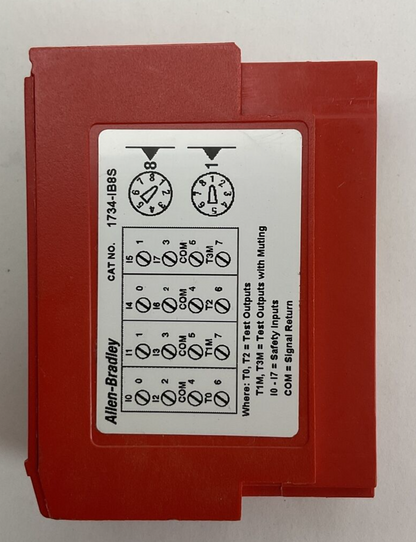 Allen-Bradley CAT NO. 1734-IB8S
I0 I1 I4 I5
0 1 0 1
I2 I3 I6 I7
2 3 2 3
COM COM COM COM
4 5 4 5
T0 T1M T2 T3M
6 7 6 7
8
1
Where: T0, T2 = Test Outputs
T1M, T3M = Test Outputs with Muting
I0 - I7 = Safety Inputs
COM = Signal Return